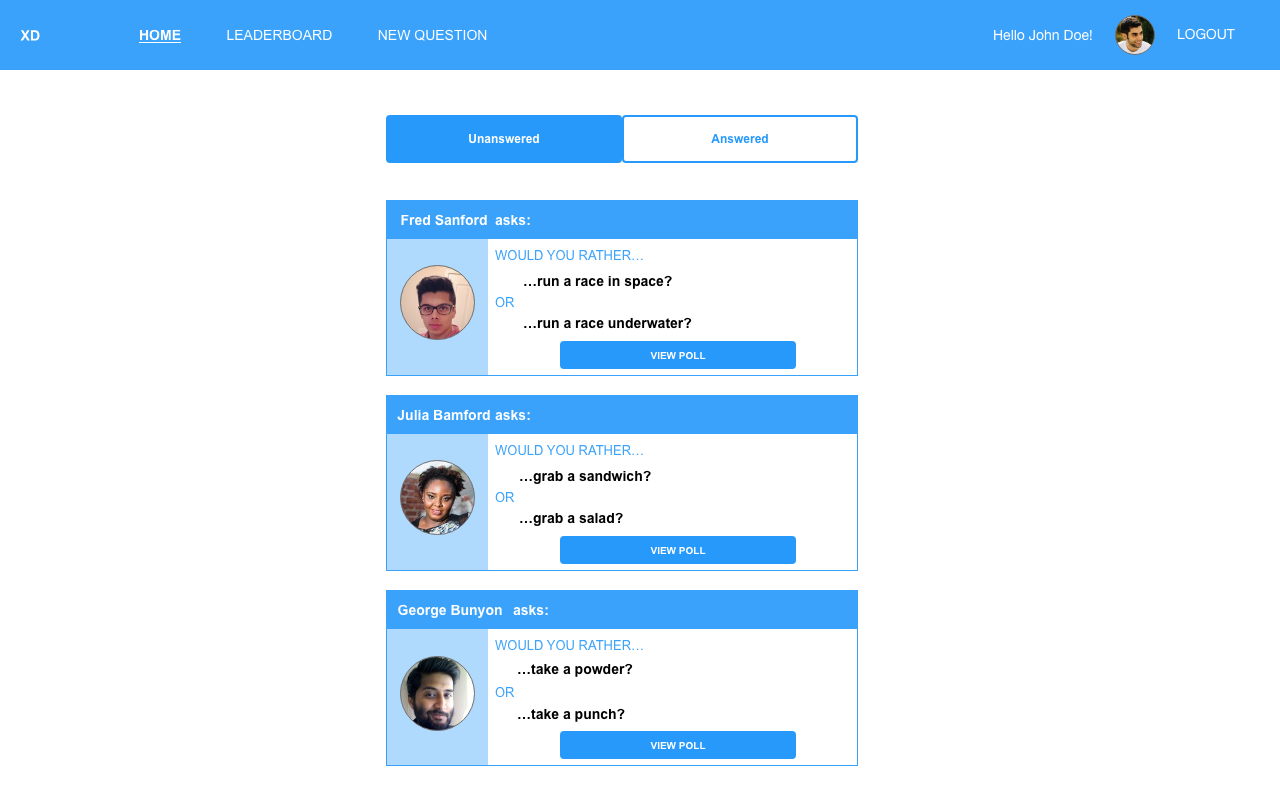 XD HOME LEADERBOARD NEW QUESTION Hello John Doe! LOGOUT
Unanswered Answered
Fred Sanford asks:
WOULD YOU RATHER...
...run a race in space?
OR
...run a race underwater?
VIEW POLL
Julia Bamford asks:
WOULD YOU RATHER...
...grab a sandwich?
OR
...grab a salad?
VIEW POLL
George Bunyon asks:
WOULD YOU RATHER...
...take a powder?
OR
...take a punch?
VIEW POLL